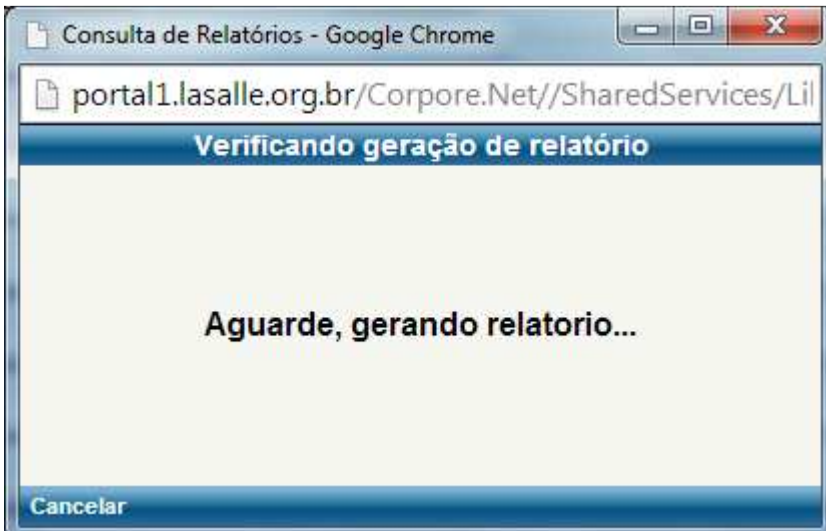 Consulta de Relatórios - Google Chrome
portal1.lasalle.org.br/Corpore.Net//SharedServices/Lil
Verificando geração de relatório
Aguarde, gerando relatorio...
Cancelar